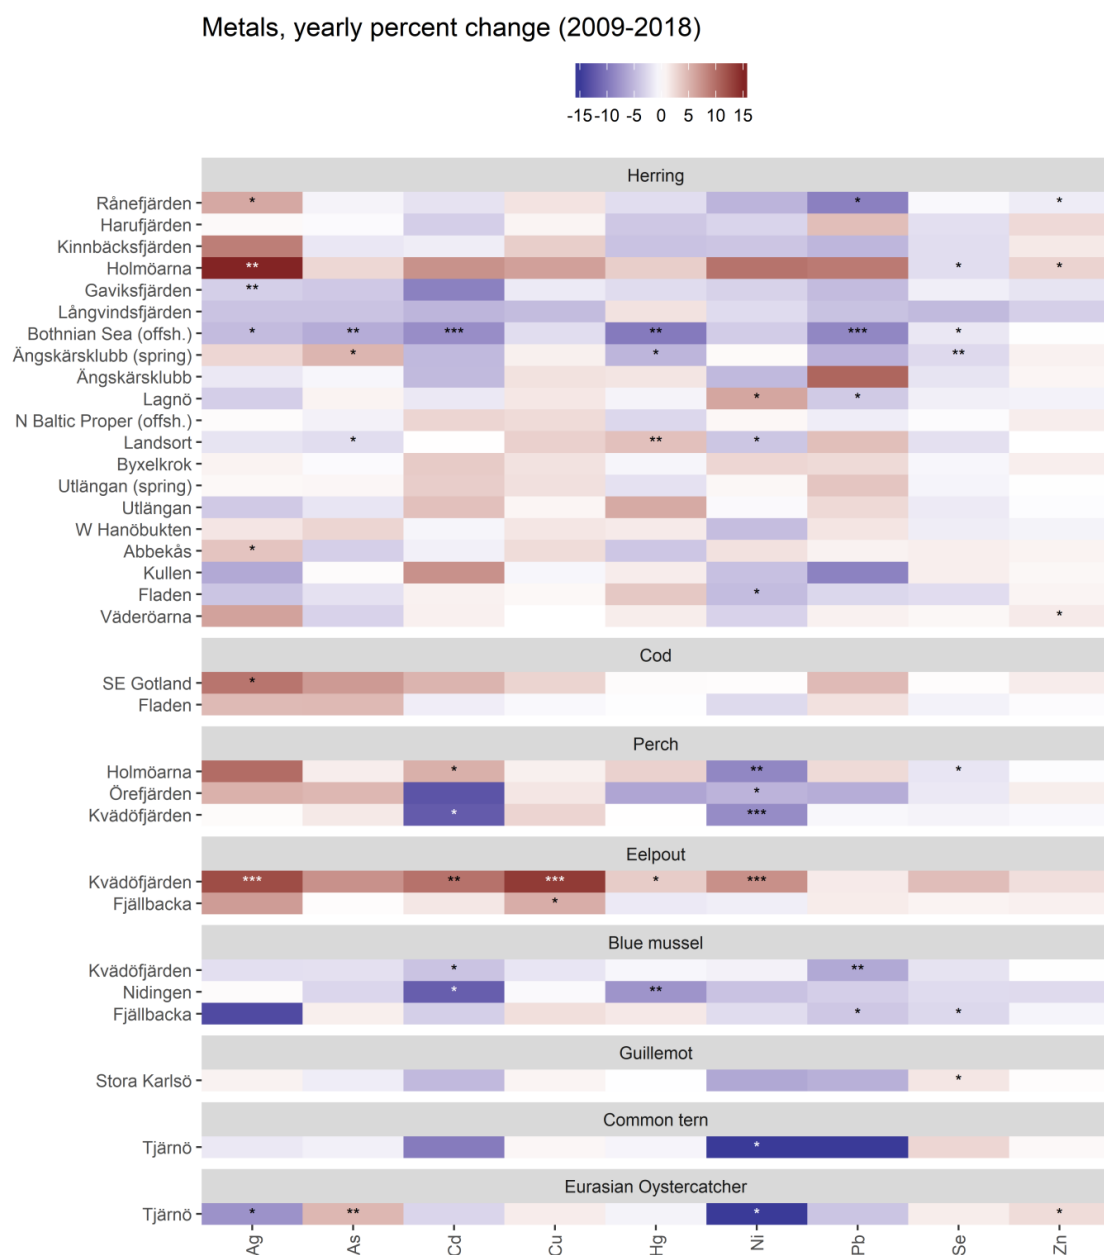 Metals, yearly percent change (2009-2018)
-15 -10 -5 0 5 10 15
Herring
Rånefjärden * * *
Harufjärden
Kinnbäcksfjärden
Holmöarna ** * *
Gaviksfjärden **
Långvindsfjärden
Bothnian Sea (offsh.) * ** *** ** *** *
Ängskärsklubb (spring) * * **
Ängskärsklubb
Lagnö * *
N Baltic Proper (offsh.)
Landsort * ** *
Byxelkrok
Utlängan (spring)
Utlängan
W Hanöbukten
Abbekås *
Kullen
Fladen *
Väderöarna *
Cod
SE Gotland *
Fladen
Perch
Holmöarna * ** *
Örefjärden *
Kvädöfjärden * ***
Eelpout
Kvädöfjärden *** ** *** * ***
Fjällbacka *
Blue mussel
Kvädöfjärden * **
Nidingen * **
Fjällbacka * *
Guillemot
Stora Karlsö *
Common tern
Tjärnö *
Eurasian Oystercatcher
Tjärnö * ** * *
Ag As Cd Cu Hg Ni Pb Se Zn